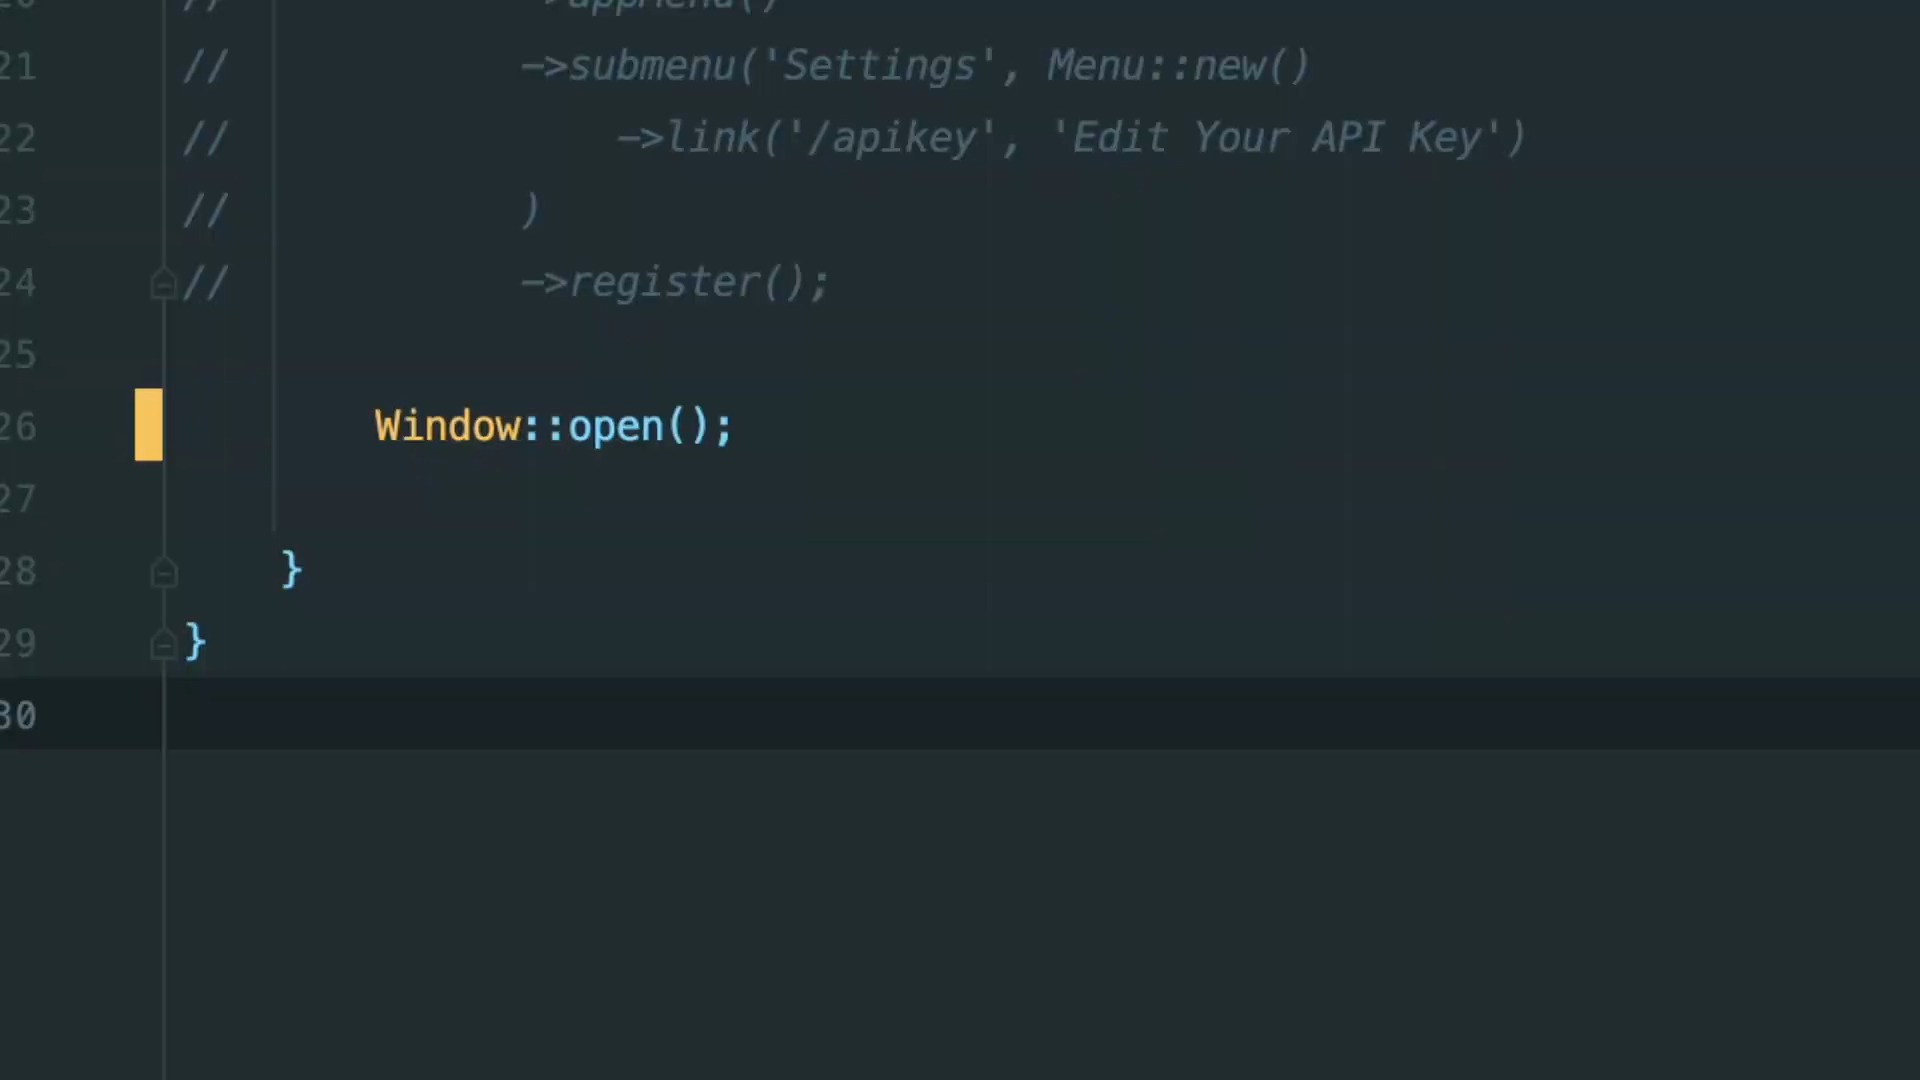 // ->appMenu()
21 // ->submenu('Settings', Menu::new()
22 // ->link('/apikey', 'Edit Your API Key')
23 // )
24 // ->register();
25
26 Window::open();
27
28 }
29 }
30